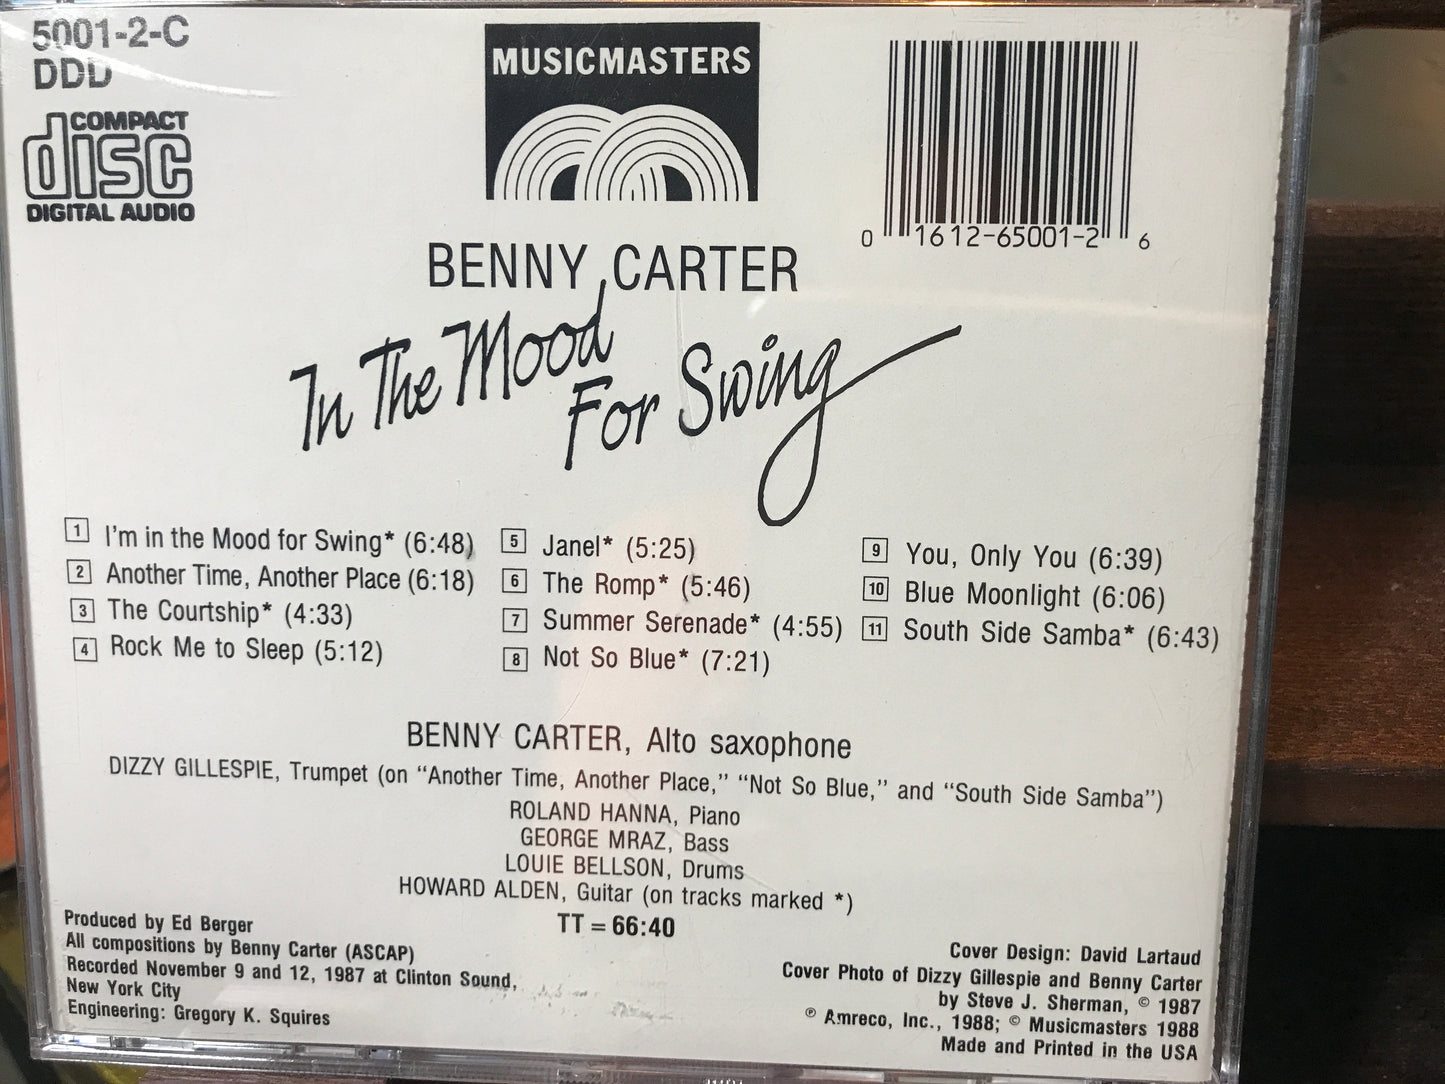 5001-2-C
DDD
COMPACT
disc
DIGITAL AUDIO
MUSICMASTERS
0 1612-65001-2 6
BENNY CARTER
In The Mood
For Swing
1 I'm in the Mood for Swing* (6:48)
2 Another Time, Another Place (6:18)
3 The Courtship* (4:33)
4 Rock Me to Sleep (5:12)
5 Janel* (5:25)
6 The Romp* (5:46)
7 Summer Serenade* (4:55)
8 Not So Blue* (7:21)
9 You, Only You (6:39)
10 Blue Moonlight (6:06)
11 South Side Samba* (6:43)
BENNY CARTER, Alto saxophone
DIZZY GILLESPIE, Trumpet (on "Another Time, Another Place," "Not So Blue," and "South Side Samba")
ROLAND HANNA, Piano
GEORGE MRAZ, Bass
LOUIE BELLSON, Drums
HOWARD ALDEN, Guitar (on tracks marked *)
TT = 66:40
Produced by Ed Berger
All compositions by Benny Carter (ASCAP)
Recorded November 9 and 12, 1987 at Clinton Sound,
New York City
Engineering: Gregory K. Squires
Cover Design: David Lartaud
Cover Photo of Dizzy Gillespie and Benny Carter
by Steve J. Sherman, © 1987
℗ Amreco, Inc., 1988; © Musicmasters 1988
Made and Printed in the USA